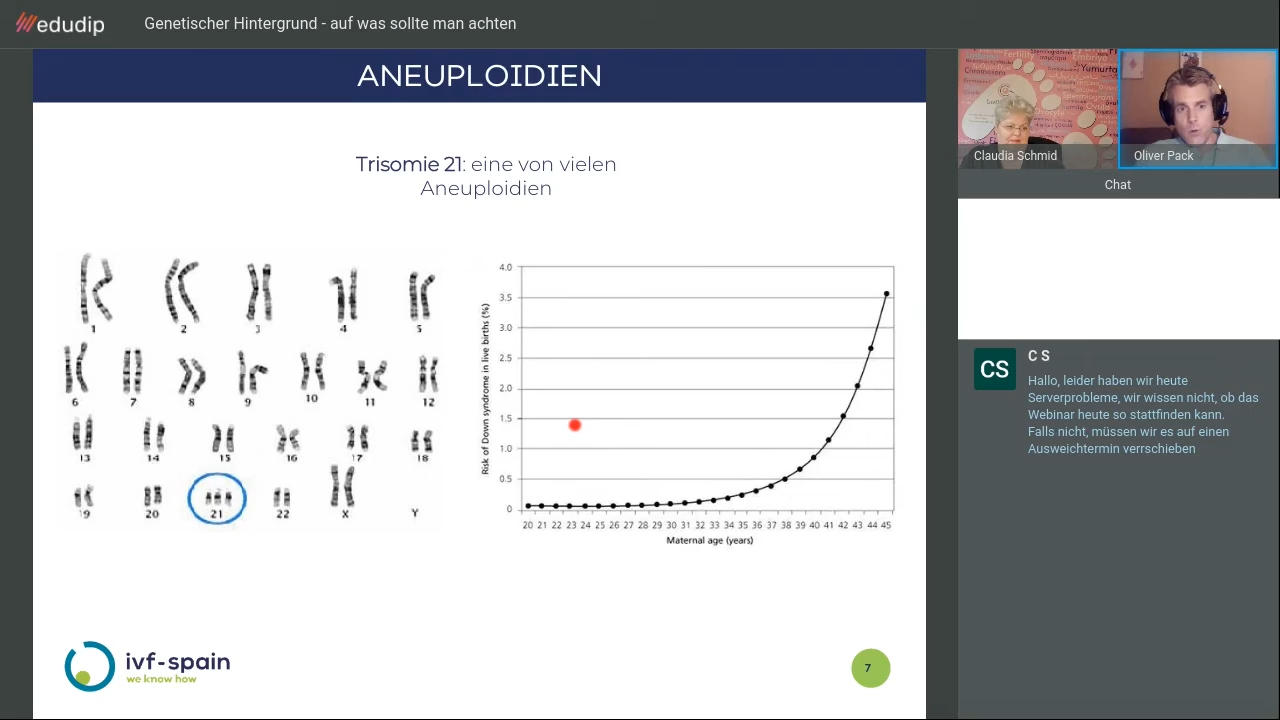 edudip
Genetischer Hintergrund - auf was sollte man achten
ANEUPLOIDIEN
Trisomie 21: eine von vielen
Aneuploidien
1 2 3 4 5
6 7 8 9 10 11 12
13 14 15 16 17 18
19 20 21 22 X Y
Risk of Down syndrome in live births (%)
4.0
3.5
3.0
2.5
2.0
1.5
1.0
0.5
0
20 21 22 23 24 25 26 27 28 29 30 31 32 33 34 35 36 37 38 39 40 41 42 43 44 45
Maternal age (years)
ivf-spain
we know how
7
Fertility
Embriya
Yumurta
Chromosom
Spermiogram
Claudia Schmid
Oliver Pack
Chat
CS
C S
Hallo, leider haben wir heute
Serverprobleme, wir wissen nicht, ob das
Webinar heute so stattfinden kann.
Falls nicht, müssen wir es auf einen
Ausweichtermin verrschieben